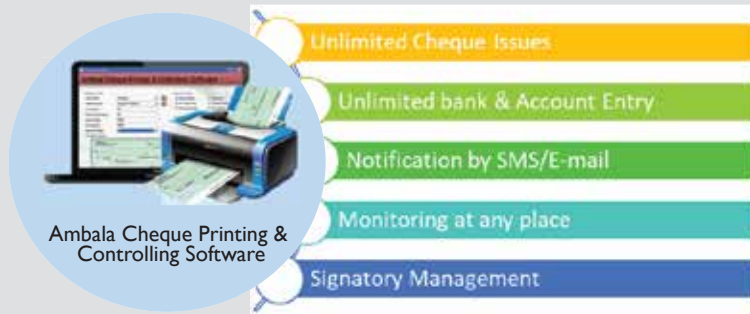 Ambala Cheque Printing &
Controlling Software
Unlimited Cheque Issues
Unlimited bank & Account Entry
Notification by SMS/E-mail
Monitoring at any place
Signatory Management